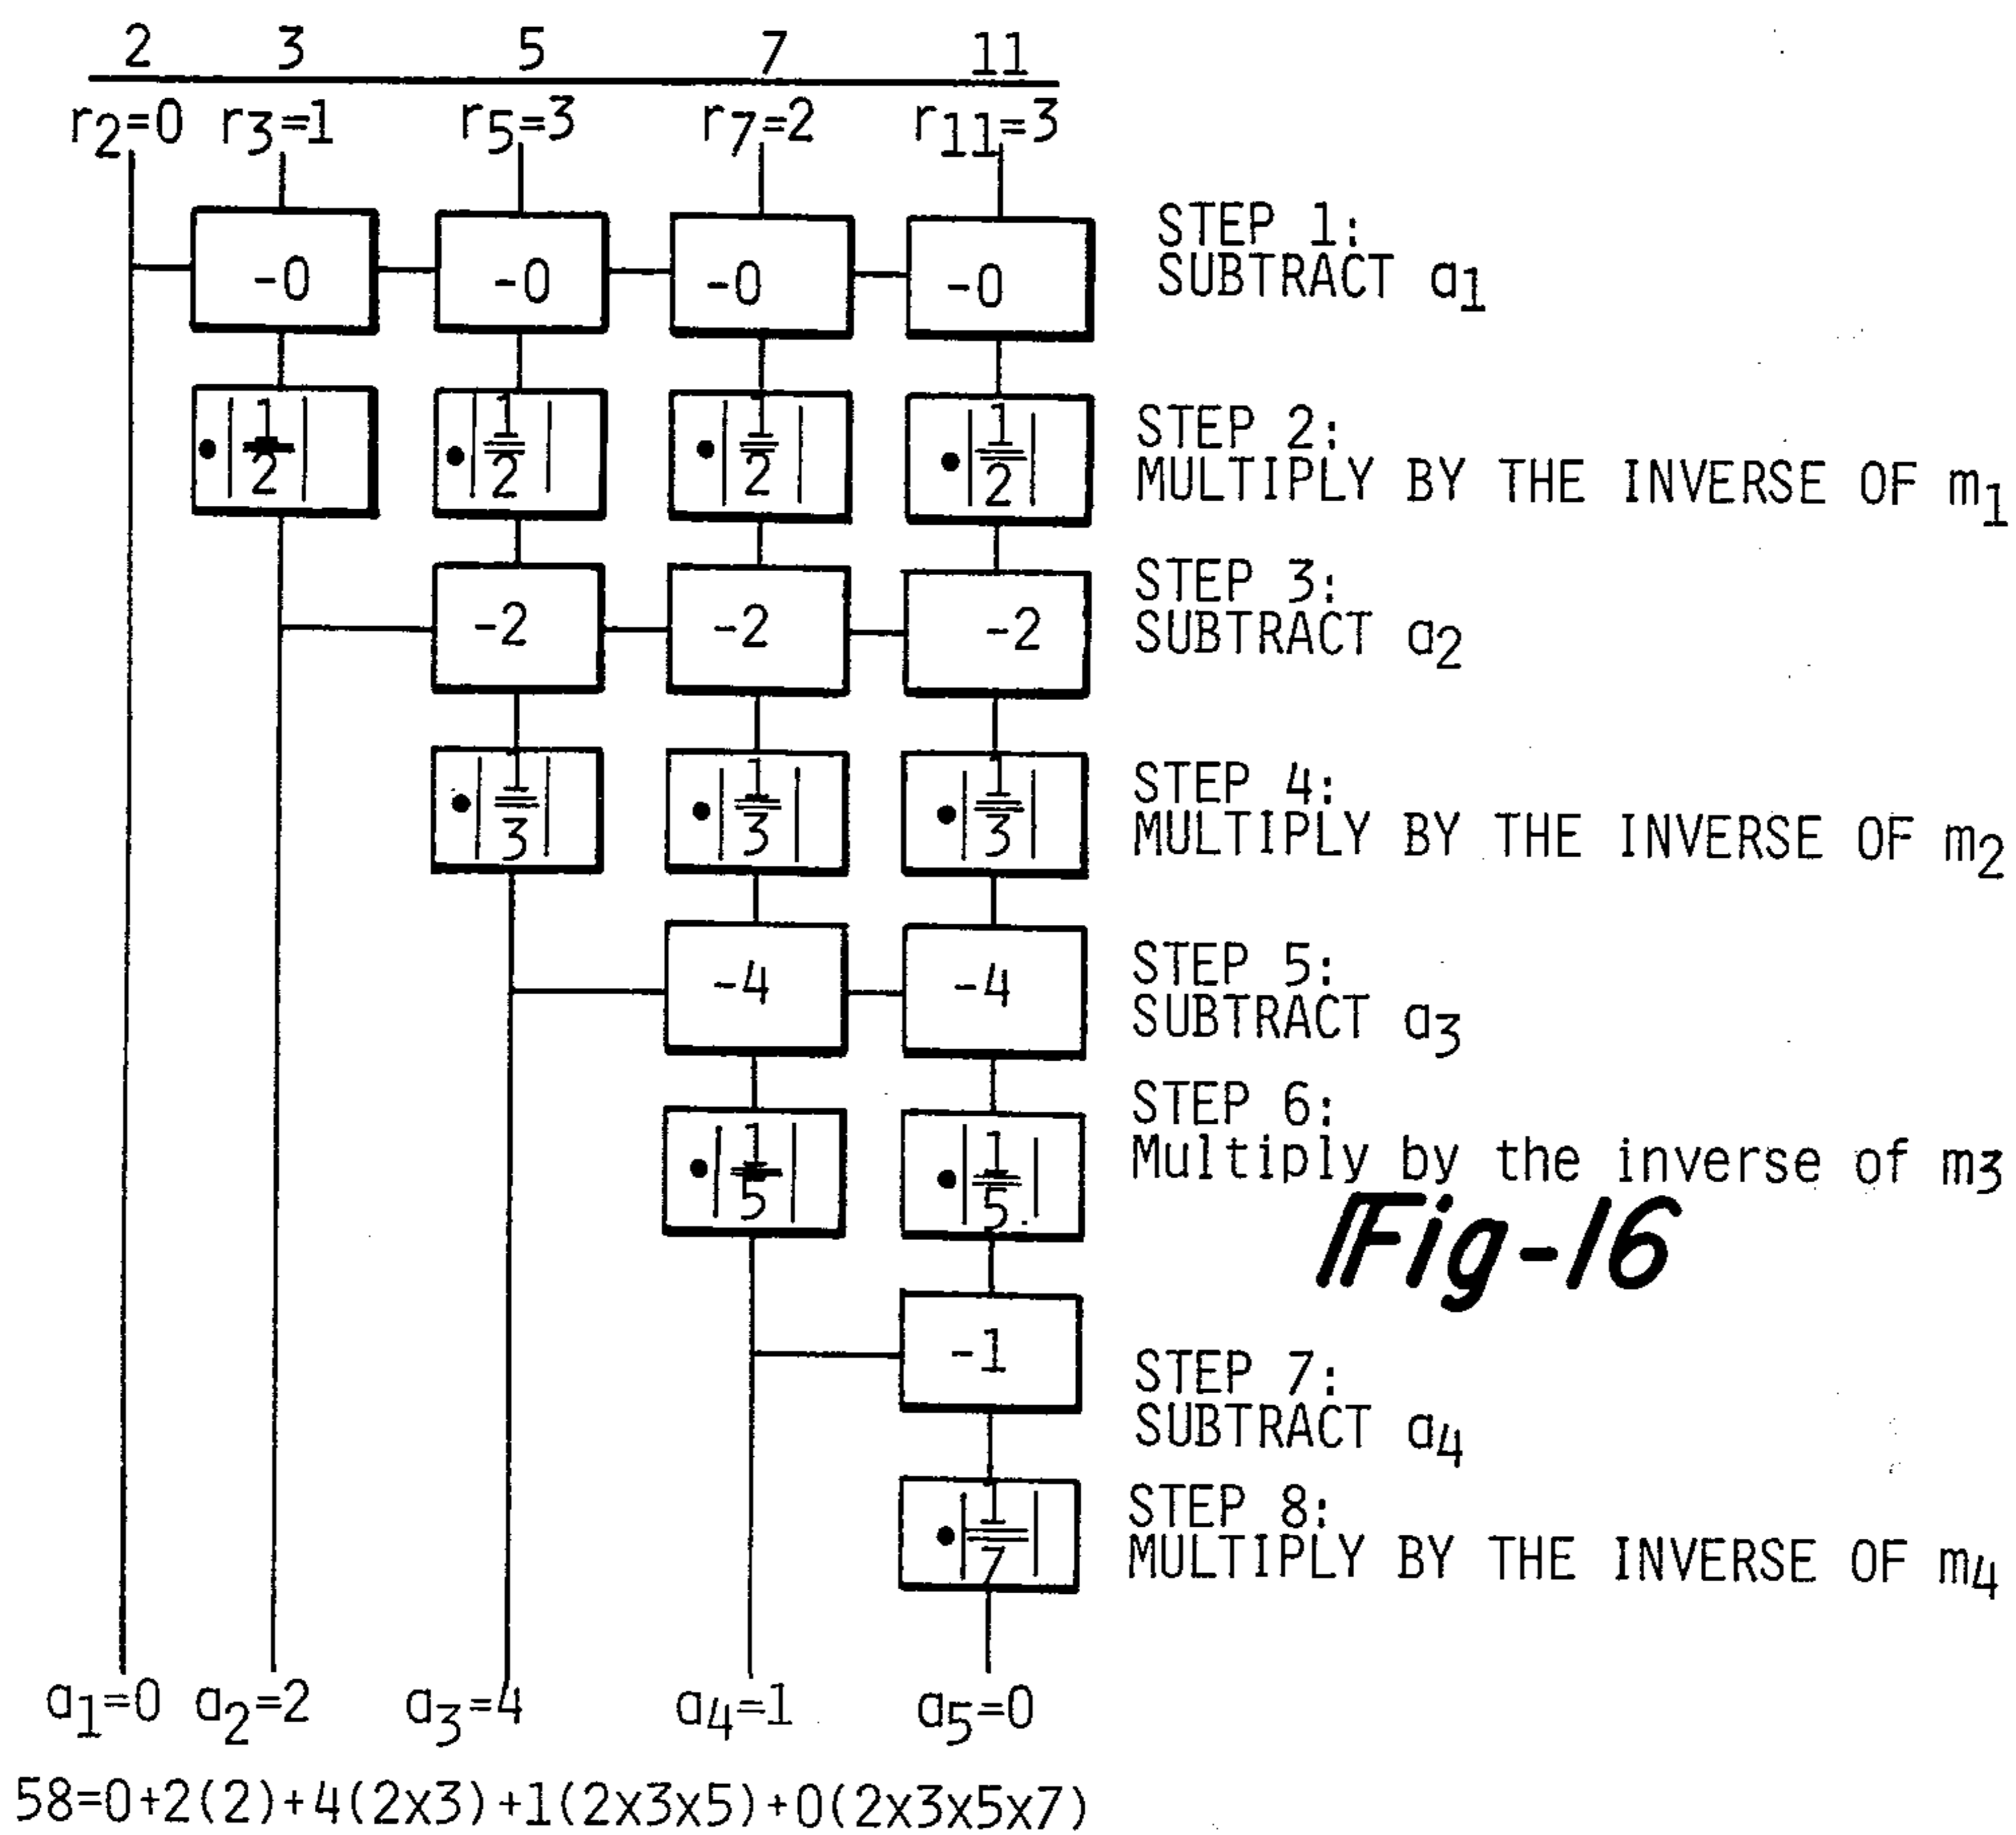 2 3 5 7 11
r2=0 r3=1 r5=3 r7=2 r11=3
-0 -0 -0 -0
STEP 1:
SUBTRACT a1
•|1/2| •|1/2| •|1/2| •|1/2|
STEP 2:
MULTIPLY BY THE INVERSE OF m1
-2 -2 -2
STEP 3:
SUBTRACT a2
•|1/3| •|1/3| •|1/3|
STEP 4:
MULTIPLY BY THE INVERSE OF m2
-4 -4
STEP 5:
SUBTRACT a3
•|1/5| •|1/5|
STEP 6:
Multiply by the inverse of m3
Fig-16
-1
STEP 7:
SUBTRACT a4
•|1/7|
STEP 8:
MULTIPLY BY THE INVERSE OF m4
a1=0 a2=2 a3=4 a4=1 a5=0
58=0+2(2)+4(2x3)+1(2x3x5)+0(2x3x5x7)